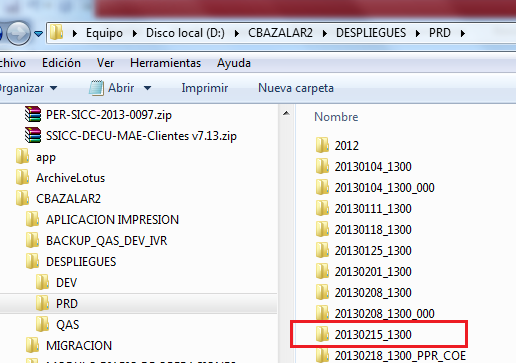 Equipo ▸ Disco local (D:) ▸ CBAZALAR2 ▸ DESPLIEGUES ▸ PRD ▸
Edición Ver Herramientas Ayuda
Abrir Imprimir Nueva carpeta
PER-SICC-2013-0097.zip
SSICC-DECU-MAE-Clientes v7.13.zip
app
ArchiveLotus
CBAZALAR2
APLICACION IMPRESION
BACKUP_QAS_DEV_IVR
DESPLIEGUES
DEV
PRD
QAS
MIGRACION
Nombre
2012
20130104_1300
20130104_1300_000
20130111_1300
20130118_1300
20130125_1300
20130201_1300
20130208_1300
20130208_1300_000
20130215_1300
20130218_1300_PPR_COE